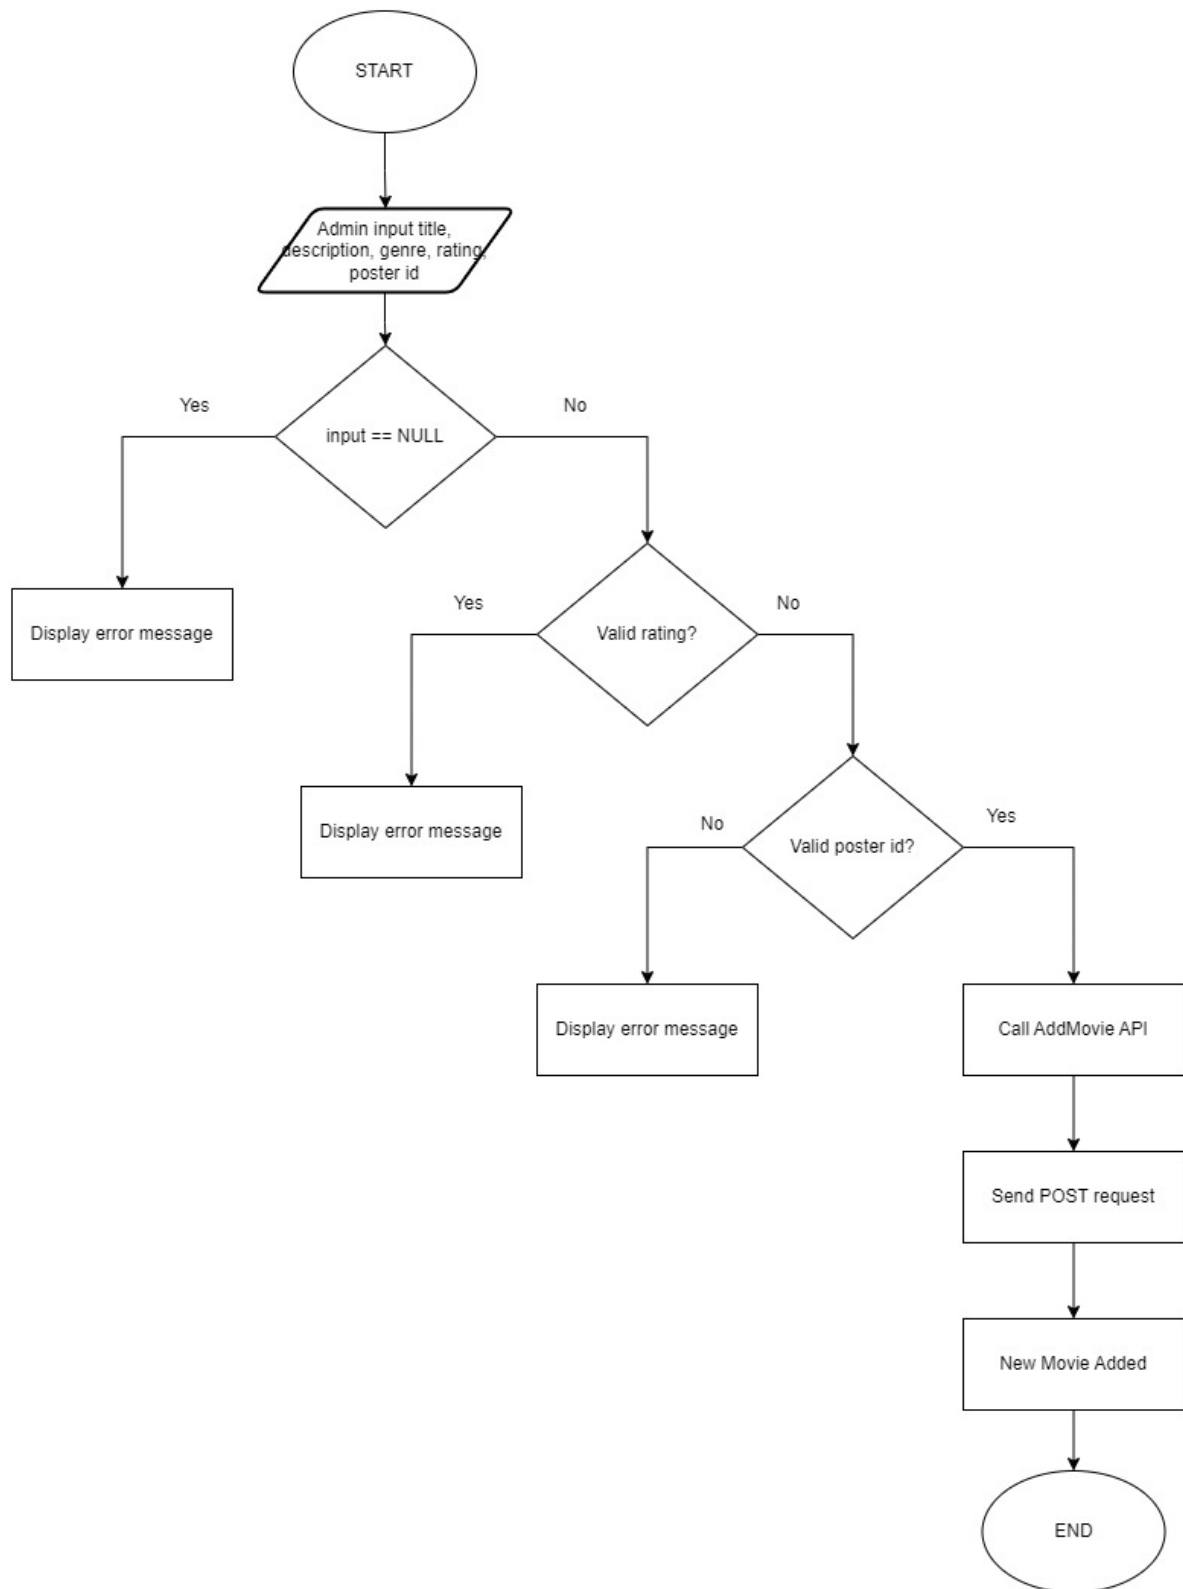 START
Admin input title,
description, genre, rating,
poster id
Yes
No
input == NULL
Yes
No
Display error message
Valid rating?
No
Yes
Display error message
Valid poster id?
Display error message
Call AddMovie API
Send POST request
New Movie Added
END